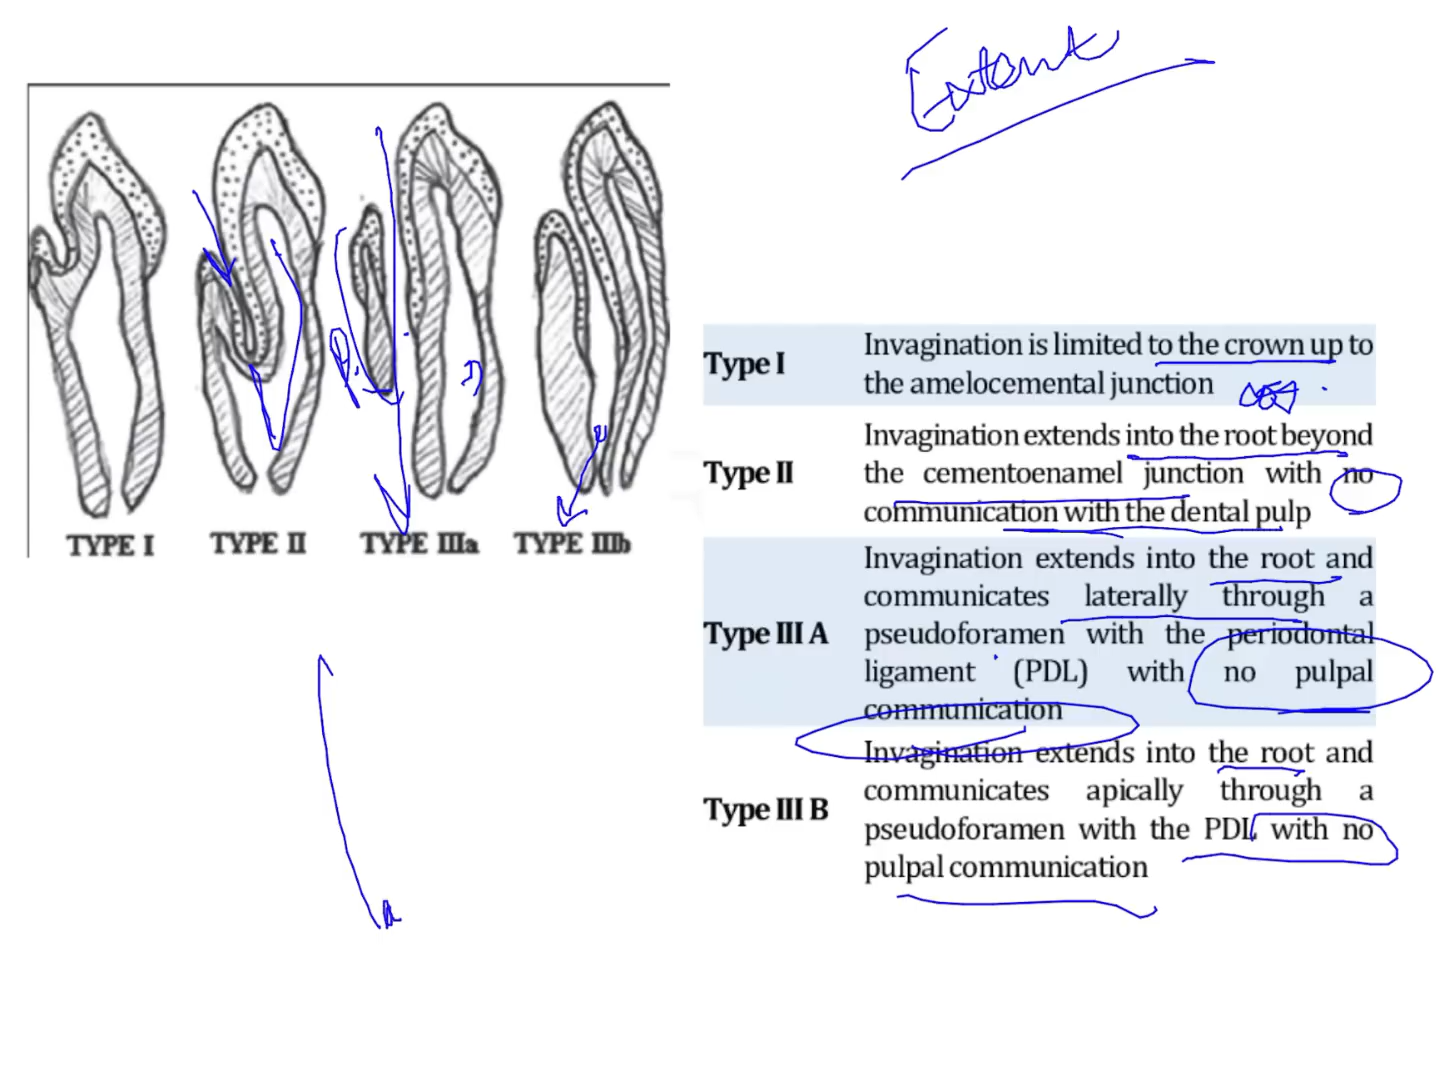 Extent
TYPE I
TYPE II
TYPE IIIa
TYPE IIIb
Type I
Invagination is limited to the crown up to
the amelocemental junction
Type II
Invagination extends into the root beyond
the cementoenamel junction with no
communication with the dental pulp
Type III A
Invagination extends into the root and
communicates laterally through a
pseudoforamen with the periodontal
ligament (PDL) with no pulpal
communication
Type III B
Invagination extends into the root and
communicates apically through a
pseudoforamen with the PDL with no
pulpal communication